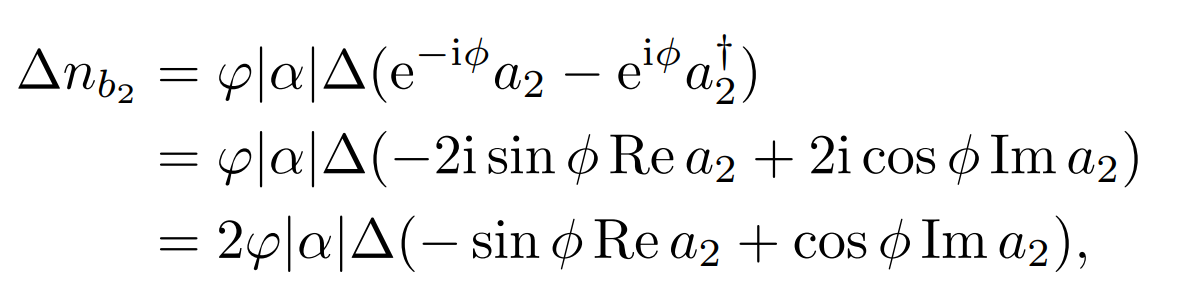 Δn_{b_2} = φ|α|Δ(e^{−iϕ} a_2 − e^{iϕ} a_2^†)
= φ|α|Δ(−2i sin ϕ Re a_2 + 2i cos ϕ Im a_2)
= 2φ|α|Δ(− sin ϕ Re a_2 + cos ϕ Im a_2),